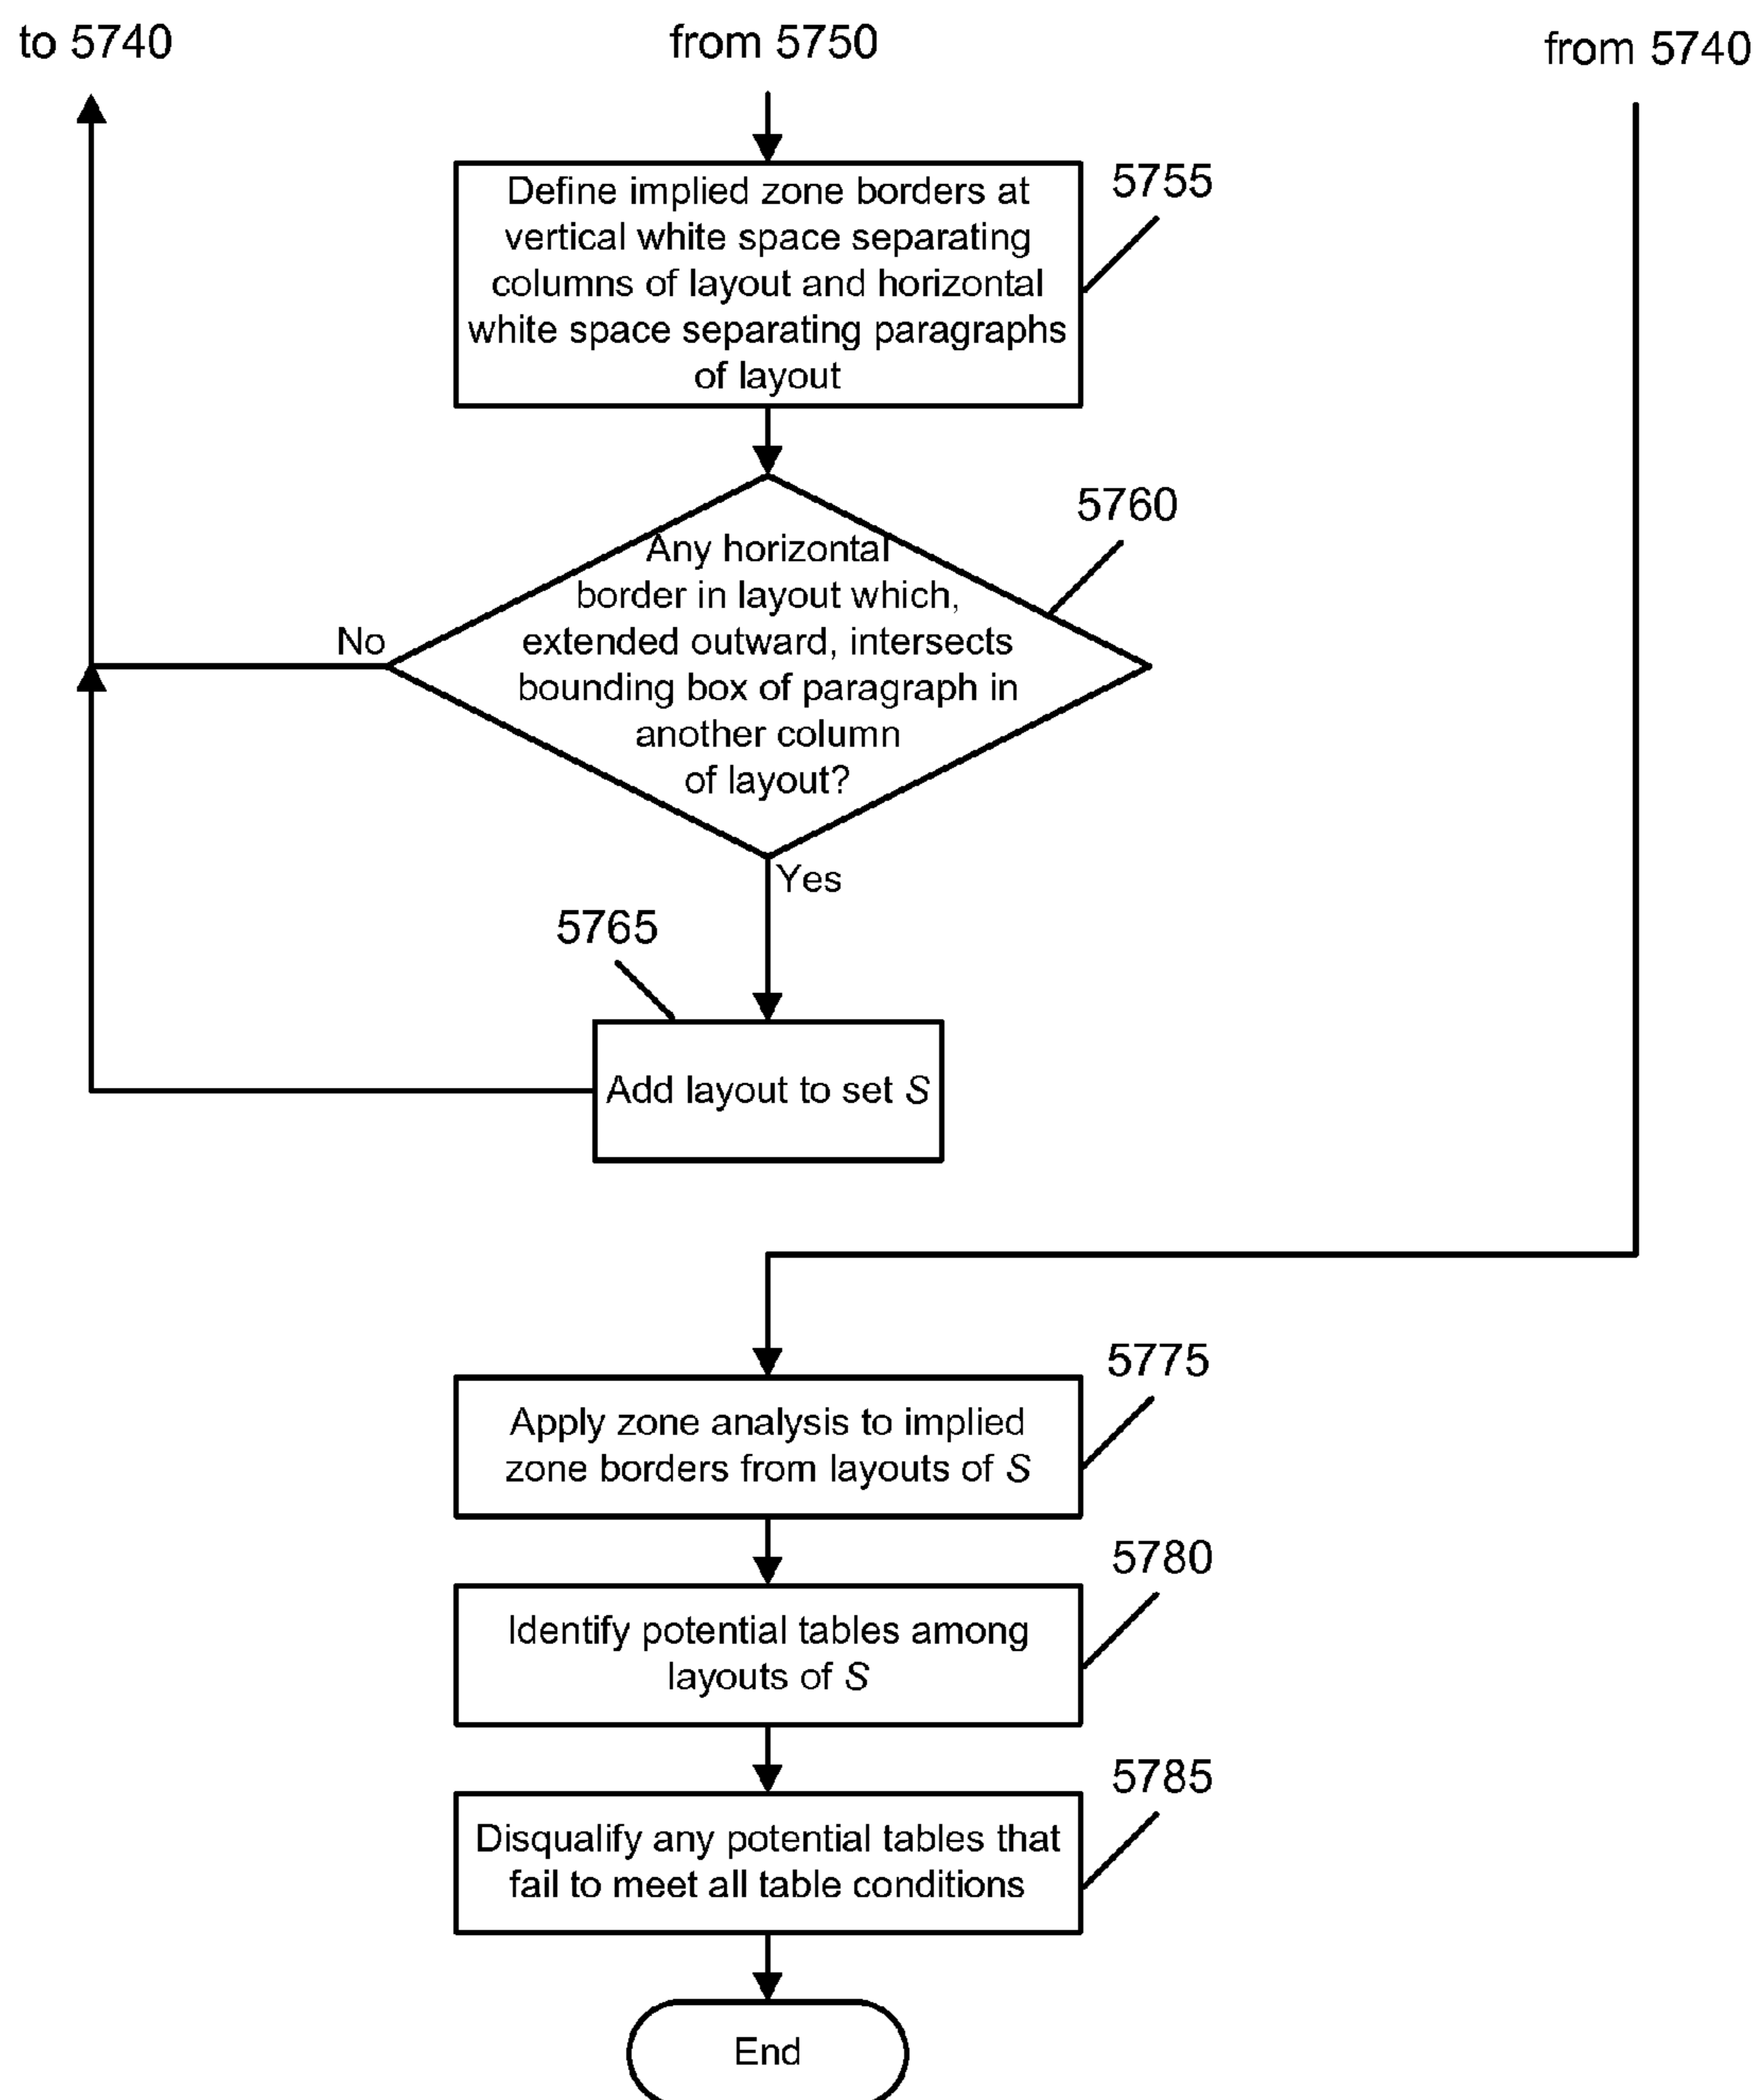 to 5740
from 5750
from 5740
5755
Define implied zone borders at
vertical white space separating
columns of layout and horizontal
white space separating paragraphs
of layout
5760
Any horizontal
border in layout which,
extended outward, intersects
bounding box of paragraph in
another column
of layout?
No
Yes
5765
Add layout to set S
5775
Apply zone analysis to implied
zone borders from layouts of S
5780
Identify potential tables among
layouts of S
5785
Disqualify any potential tables that
fail to meet all table conditions
End